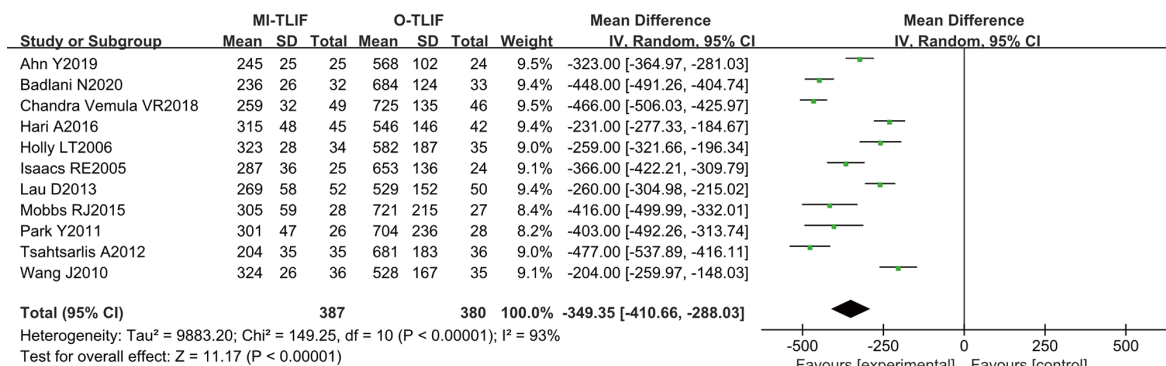 MI-TLIF O-TLIF Mean Difference Mean Difference
Study or Subgroup Mean SD Total Mean SD Total Weight IV, Random, 95% CI IV, Random, 95% CI
Ahn Y2019 245 25 25 568 102 24 9.5% -323.00 [-364.97, -281.03]
Badlani N2020 236 26 32 684 124 33 9.4% -448.00 [-491.26, -404.74]
Chandra Vemula VR2018 259 32 49 725 135 46 9.5% -466.00 [-506.03, -425.97]
Hari A2016 315 48 45 546 146 42 9.4% -231.00 [-277.33, -184.67]
Holly LT2006 323 28 34 582 187 35 9.0% -259.00 [-321.66, -196.34]
Isaacs RE2005 287 36 25 653 136 24 9.1% -366.00 [-422.21, -309.79]
Lau D2013 269 58 52 529 152 50 9.4% -260.00 [-304.98, -215.02]
Mobbs RJ2015 305 59 28 721 215 27 8.4% -416.00 [-499.99, -332.01]
Park Y2011 301 47 26 704 236 28 8.2% -403.00 [-492.26, -313.74]
Tsahtsarlis A2012 204 35 35 681 183 36 9.0% -477.00 [-537.89, -416.11]
Wang J2010 324 26 36 528 167 35 9.1% -204.00 [-259.97, -148.03]
Total (95% CI) 387 380 100.0% -349.35 [-410.66, -288.03]
Heterogeneity: Tau² = 9883.20; Chi² = 149.25, df = 10 (P < 0.00001); I² = 93%
Test for overall effect: Z = 11.17 (P < 0.00001)
-500 -250 0 250 500
Favours [experimental] Favours [control]